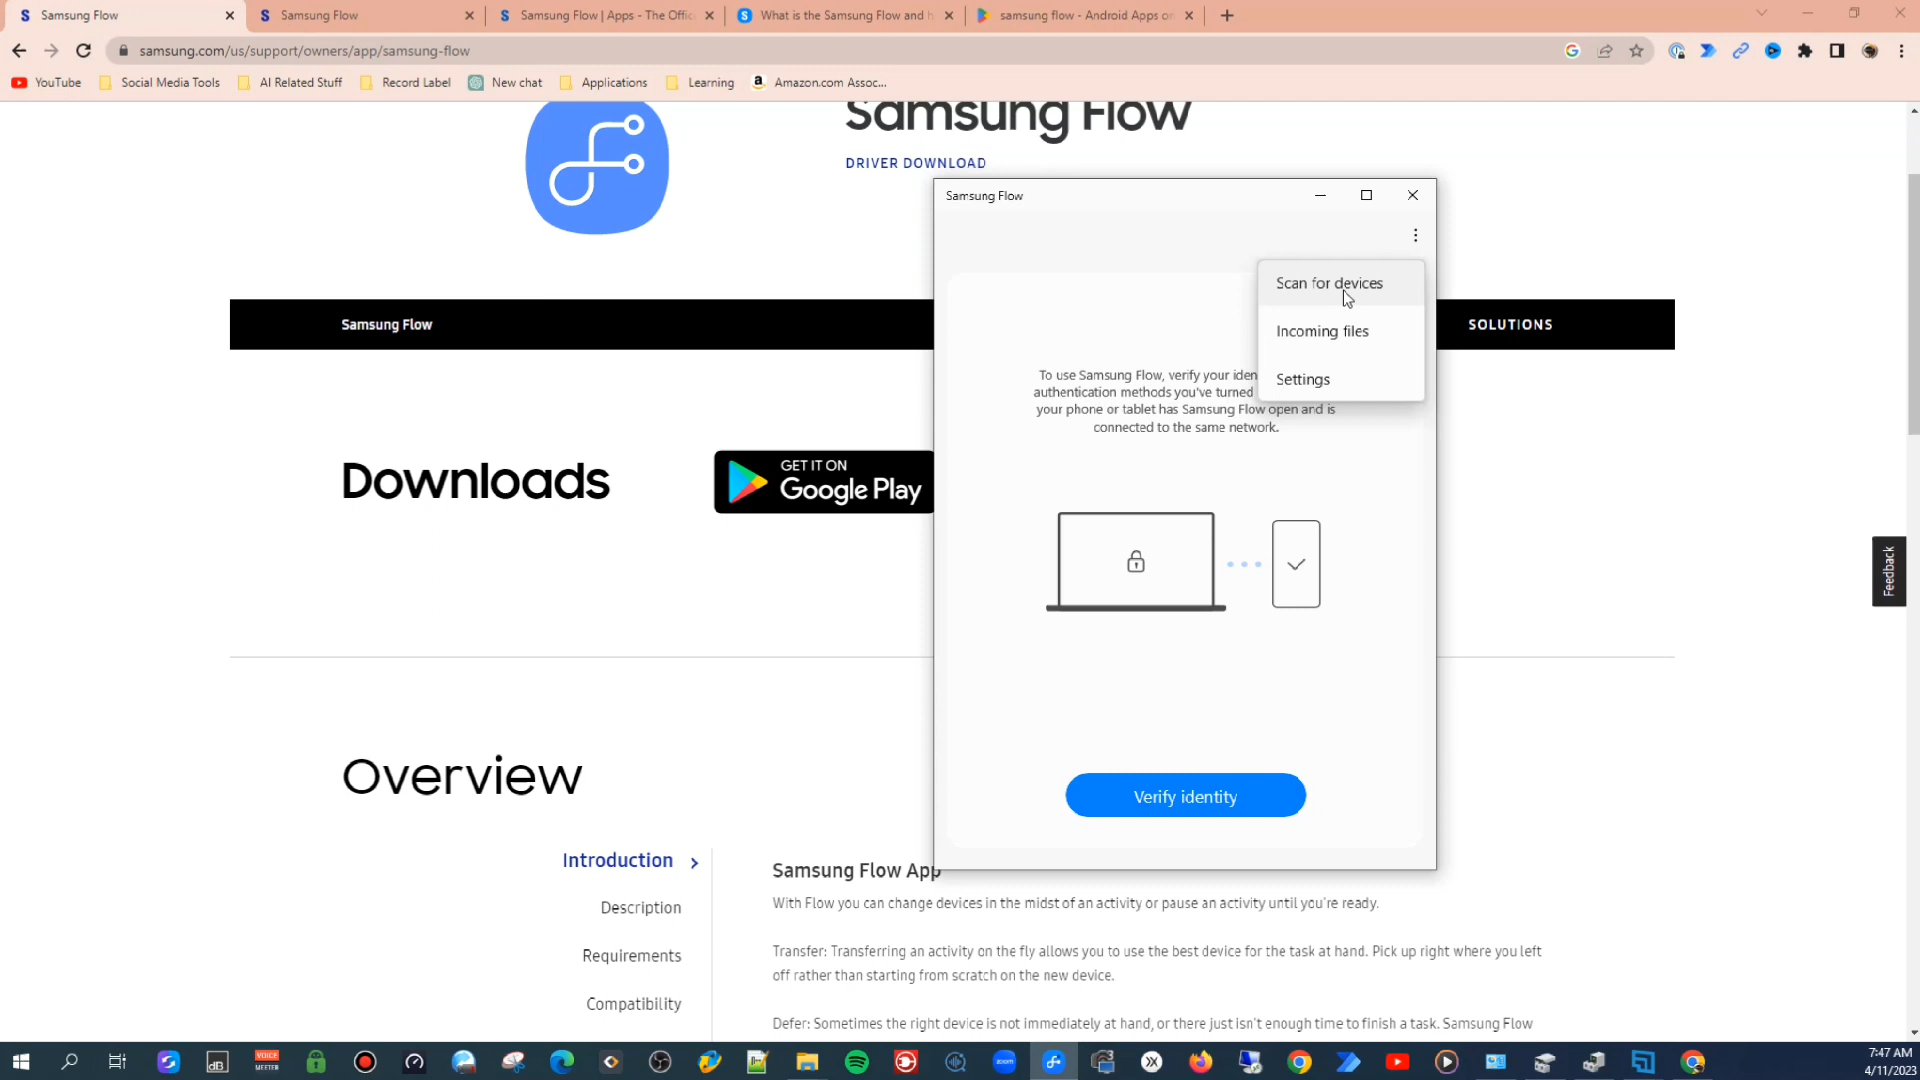 Samsung Flow
Samsung Flow
Samsung Flow | Apps - The Offic
What is the Samsung Flow and h
samsung flow - Android Apps on
samsung.com/us/support/owners/app/samsung-flow
YouTube
Social Media Tools
AI Related Stuff
Record Label
New chat
Applications
Learning
Amazon.com Assoc...
Samsung Flow
DRIVER DOWNLOAD
Samsung Flow
Scan for devices
Incoming files
Settings
Samsung Flow
SOLUTIONS
To use Samsung Flow, verify your iden
authentication methods you've turned
your phone or tablet has Samsung Flow open and is
connected to the same network.
Downloads
GET IT ON
Google Play
Feedback
Verify identity
Overview
Introduction
Description
Requirements
Compatibility
Samsung Flow App
With Flow you can change devices in the midst of an activity or pause an activity until you're ready.
Transfer: Transferring an activity on the fly allows you to use the best device for the task at hand. Pick up right where you left
off rather than starting from scratch on the new device.
Defer: Sometimes the right device is not immediately at hand, or there just isn't enough time to finish a task. Samsung Flow
dB
VOICE
MEETER
zoom
7:47 AM
4/11/2023